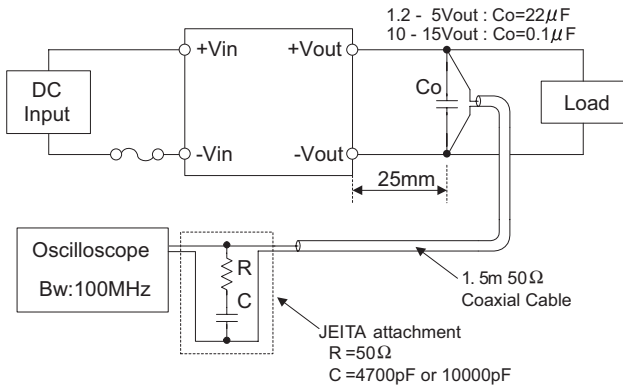 1.2 - 5Vout : Co=22μF
10 - 15Vout : Co=0.1μF
+Vin
+Vout
DC
Input
Co
Load
-Vin
-Vout
25mm
Oscilloscope
Bw:100MHz
R
C
1.5m 50Ω
Coaxial Cable
JEITA attachment
R =50Ω
C =4700pF or 10000pF